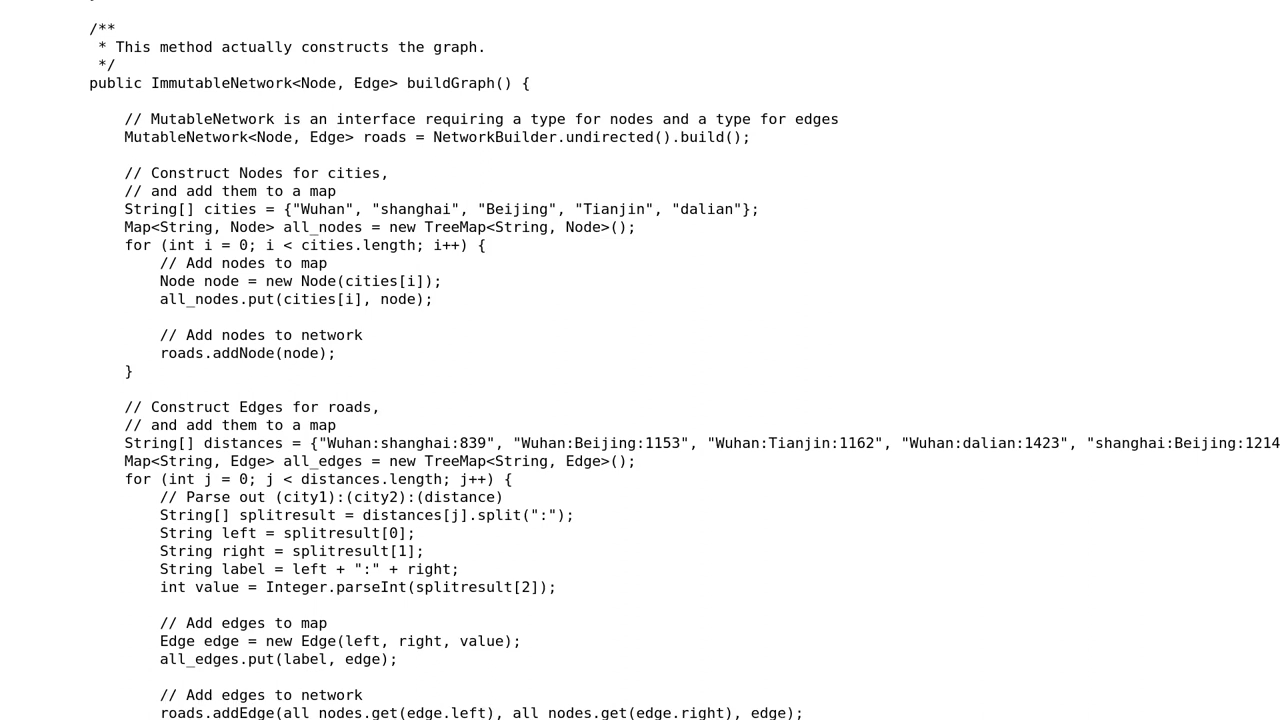 /**
* This method actually constructs the graph.
*/
public ImmutableNetwork<Node, Edge> buildGraph() {
// MutableNetwork is an interface requiring a type for nodes and a type for edges
MutableNetwork<Node, Edge> roads = NetworkBuilder.undirected().build();
// Construct Nodes for cities,
// and add them to a map
String[] cities = {"Wuhan", "shanghai", "Beijing", "Tianjin", "dalian"};
Map<String, Node> all_nodes = new TreeMap<String, Node>();
for (int i = 0; i < cities.length; i++) {
// Add nodes to map
Node node = new Node(cities[i]);
all_nodes.put(cities[i], node);
// Add nodes to network
roads.addNode(node);
}
// Construct Edges for roads,
// and add them to a map
String[] distances = {"Wuhan:shanghai:839", "Wuhan:Beijing:1153", "Wuhan:Tianjin:1162", "Wuhan:dalian:1423", "shanghai:Beijing:1214
Map<String, Edge> all_edges = new TreeMap<String, Edge>();
for (int j = 0; j < distances.length; j++) {
// Parse out (city1):(city2):(distance)
String[] splitresult = distances[j].split(":");
String left = splitresult[0];
String right = splitresult[1];
String label = left + ":" + right;
int value = Integer.parseInt(splitresult[2]);
// Add edges to map
Edge edge = new Edge(left, right, value);
all_edges.put(label, edge);
// Add edges to network
roads.addEdge(all_nodes.get(edge.left), all_nodes.get(edge.right), edge);